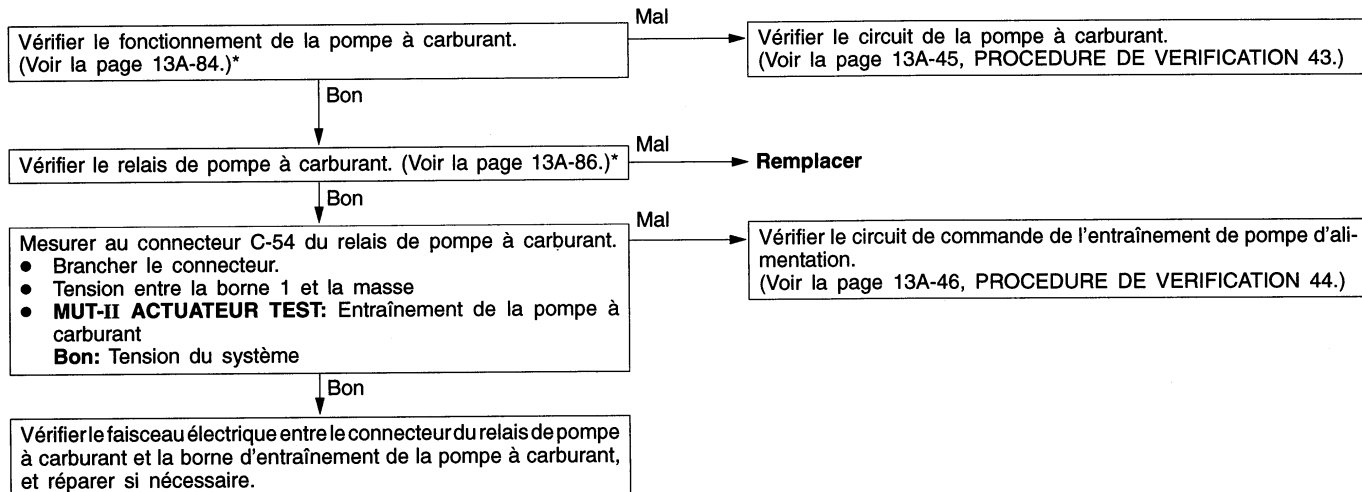 Vérifier le fonctionnement de la pompe à carburant.
(Voir la page 13A-84.)*
Mal
Vérifier le circuit de la pompe à carburant.
(Voir la page 13A-45, PROCEDURE DE VERIFICATION 43.)
Bon
Vérifier le relais de pompe à carburant. (Voir la page 13A-86.)*
Mal
Remplacer
Bon
Mesurer au connecteur C-54 du relais de pompe à carburant.
● Brancher le connecteur.
● Tension entre la borne 1 et la masse
● MUT-II ACTUATEUR TEST: Entraînement de la pompe à
carburant
Bon: Tension du système
Mal
Vérifier le circuit de commande de l'entraînement de pompe d'ali-
mentation.
(Voir la page 13A-46, PROCEDURE DE VERIFICATION 44.)
Bon
Vérifier le faisceau électrique entre le connecteur du relais de pompe
à carburant et la borne d'entraînement de la pompe à carburant,
et réparer si nécessaire.